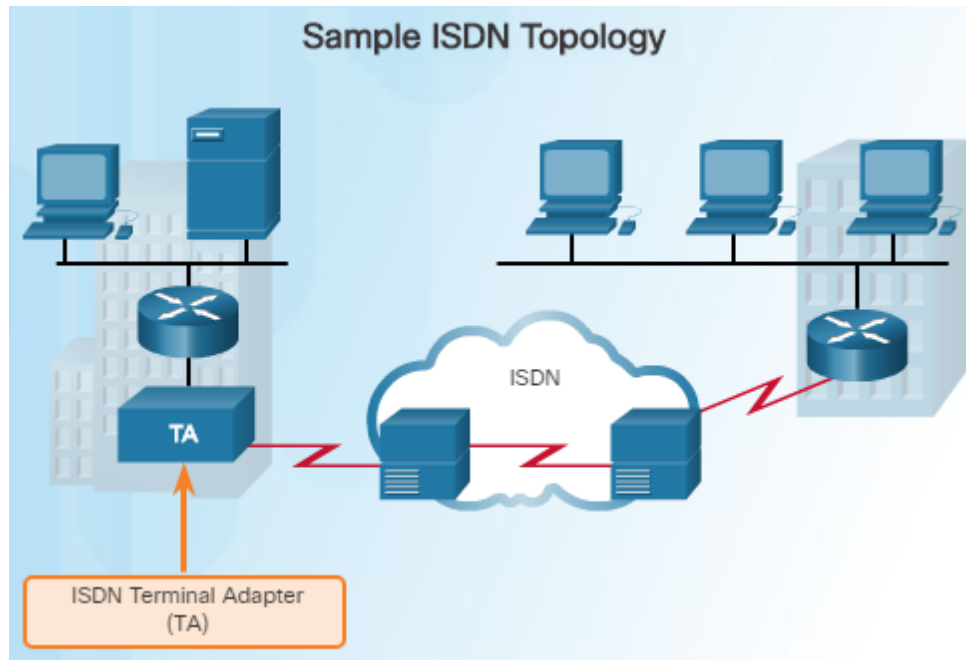 Sample ISDN Topology
ISDN
TA
ISDN Terminal Adapter
(TA)